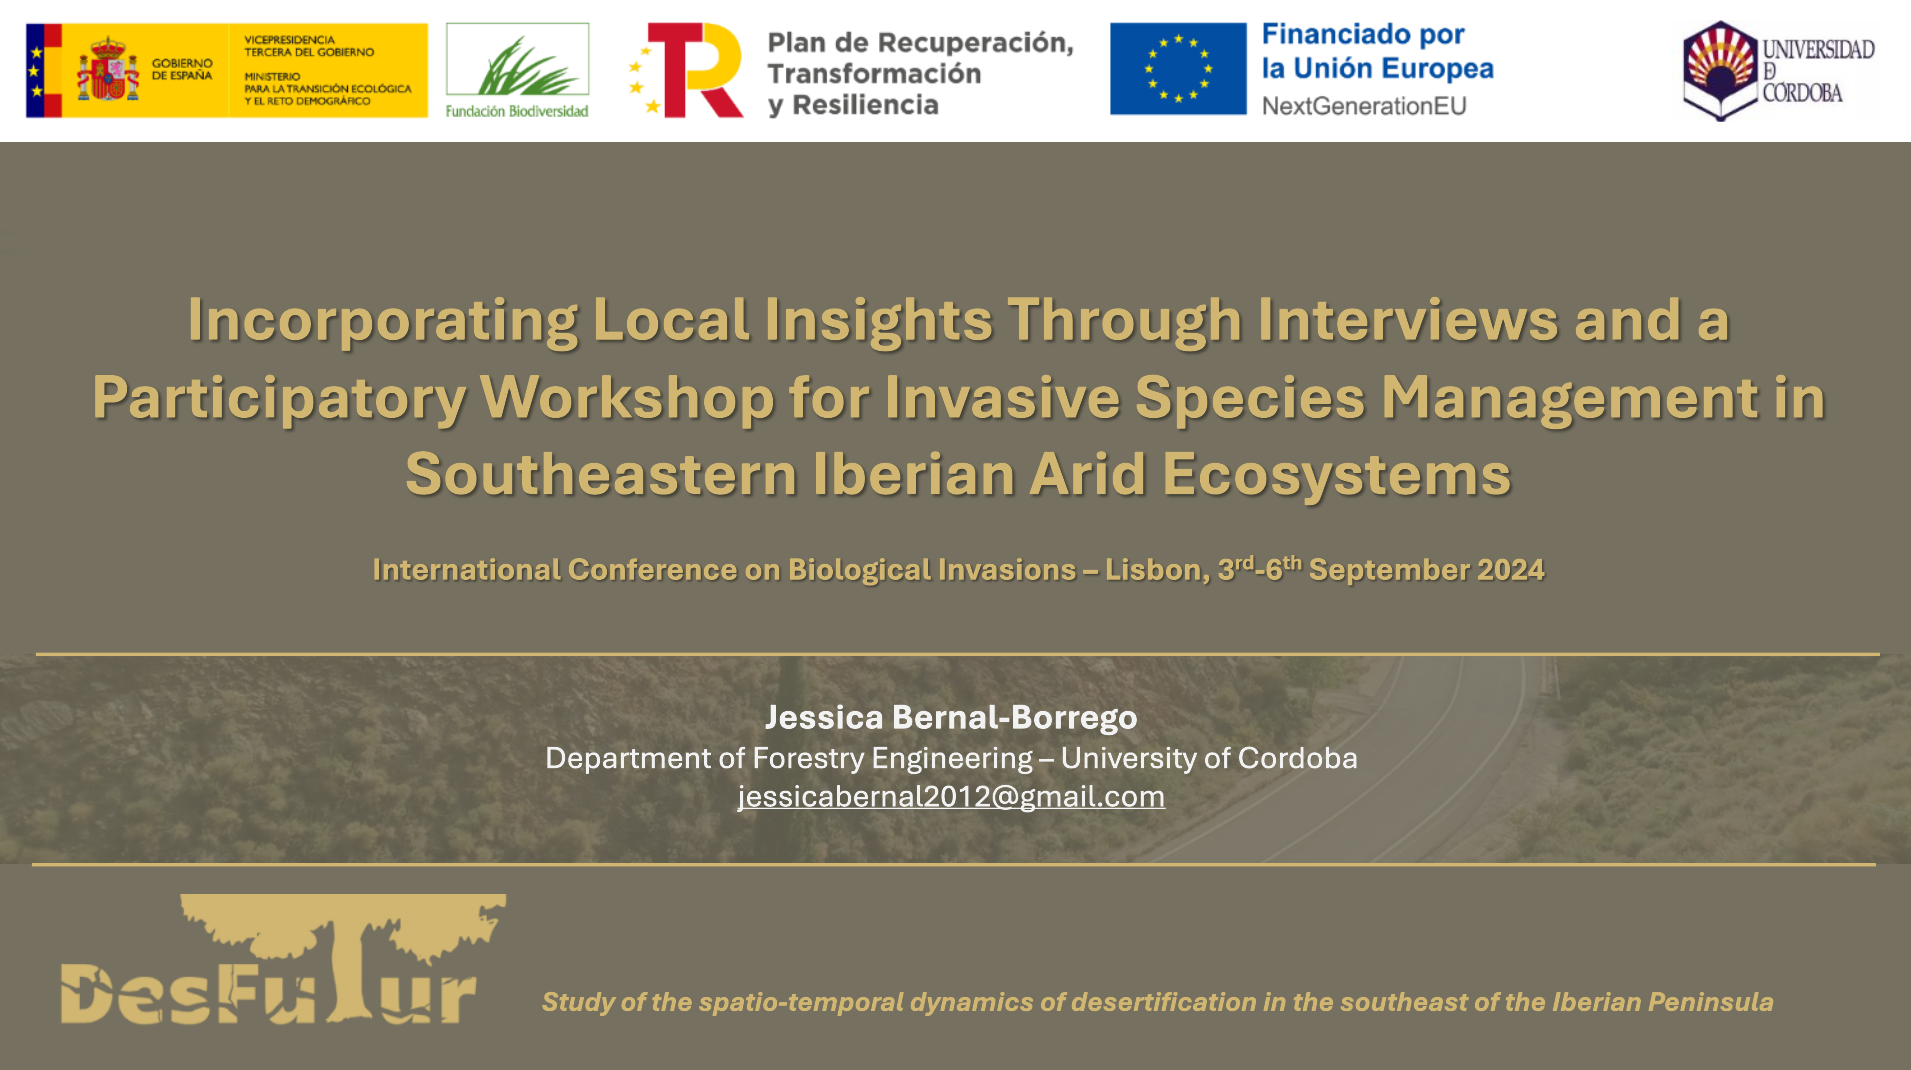 GOBIERNO
DE ESPAÑA
VICEPRESIDENCIA
TERCERA DEL GOBIERNO
MINISTERIO
PARA LA TRANSICIÓN ECOLÓGICA
Y EL RETO DEMOGRÁFICO
Fundación Biodiversidad
TR
Plan de Recuperación,
Transformación
y Resiliencia
Financiado por
la Unión Europea
NextGenerationEU
UNIVERSIDAD
D
CÓRDOBA
Incorporating Local Insights Through Interviews and a
Participatory Workshop for Invasive Species Management in
Southeastern Iberian Arid Ecosystems
International Conference on Biological Invasions – Lisbon, 3rd-6th September 2024
Jessica Bernal-Borrego
Department of Forestry Engineering – University of Cordoba
jessicabernal2012@gmail.com
DesFuTur
Study of the spatio-temporal dynamics of desertification in the southeast of the Iberian Peninsula